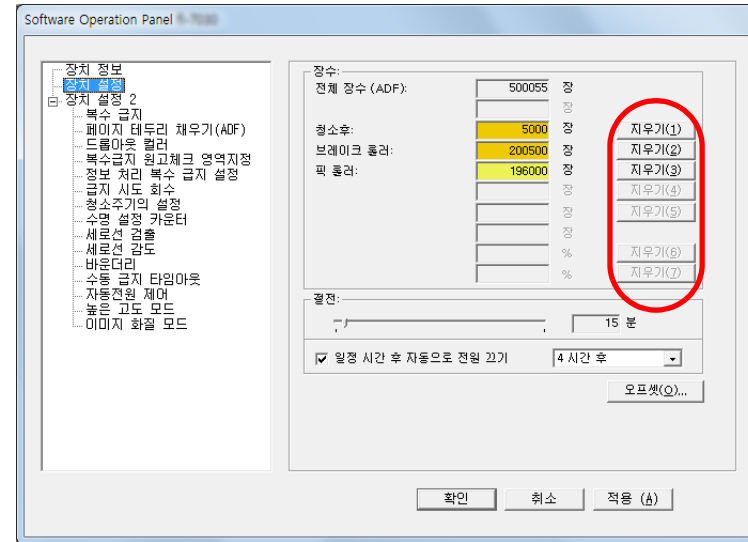 Software Operation Panel
장치 정보
장치 설정
장치 설정 2
복수 급지
페이지 테두리 채우기(ADF)
드롭아웃 컬러
복수급지 원고체크 영역지정
정보 처리 복수 급지 설정
급지 시도 회수
청소주기의 설정
수명 설정 카운터
세로선 검출
세로선 감도
바운더리
수동 급지 타임아웃
자동전원 제어
높은 고도 모드
이미지 화질 모드
장수:
전체 장수 (ADF): 500055 장
장
청소후: 5000 장 지우기(1)
브레이크 롤러: 200500 장 지우기(2)
픽 롤러: 196000 장 지우기(3)
장 지우기(4)
장 지우기(5)
장
% 지우기(6)
% 지우기(7)
절전:
15 분
일정 시간 후 자동으로 전원 끄기 4 시간 후
오프셋(O)...
확인 취소 적용 (A)